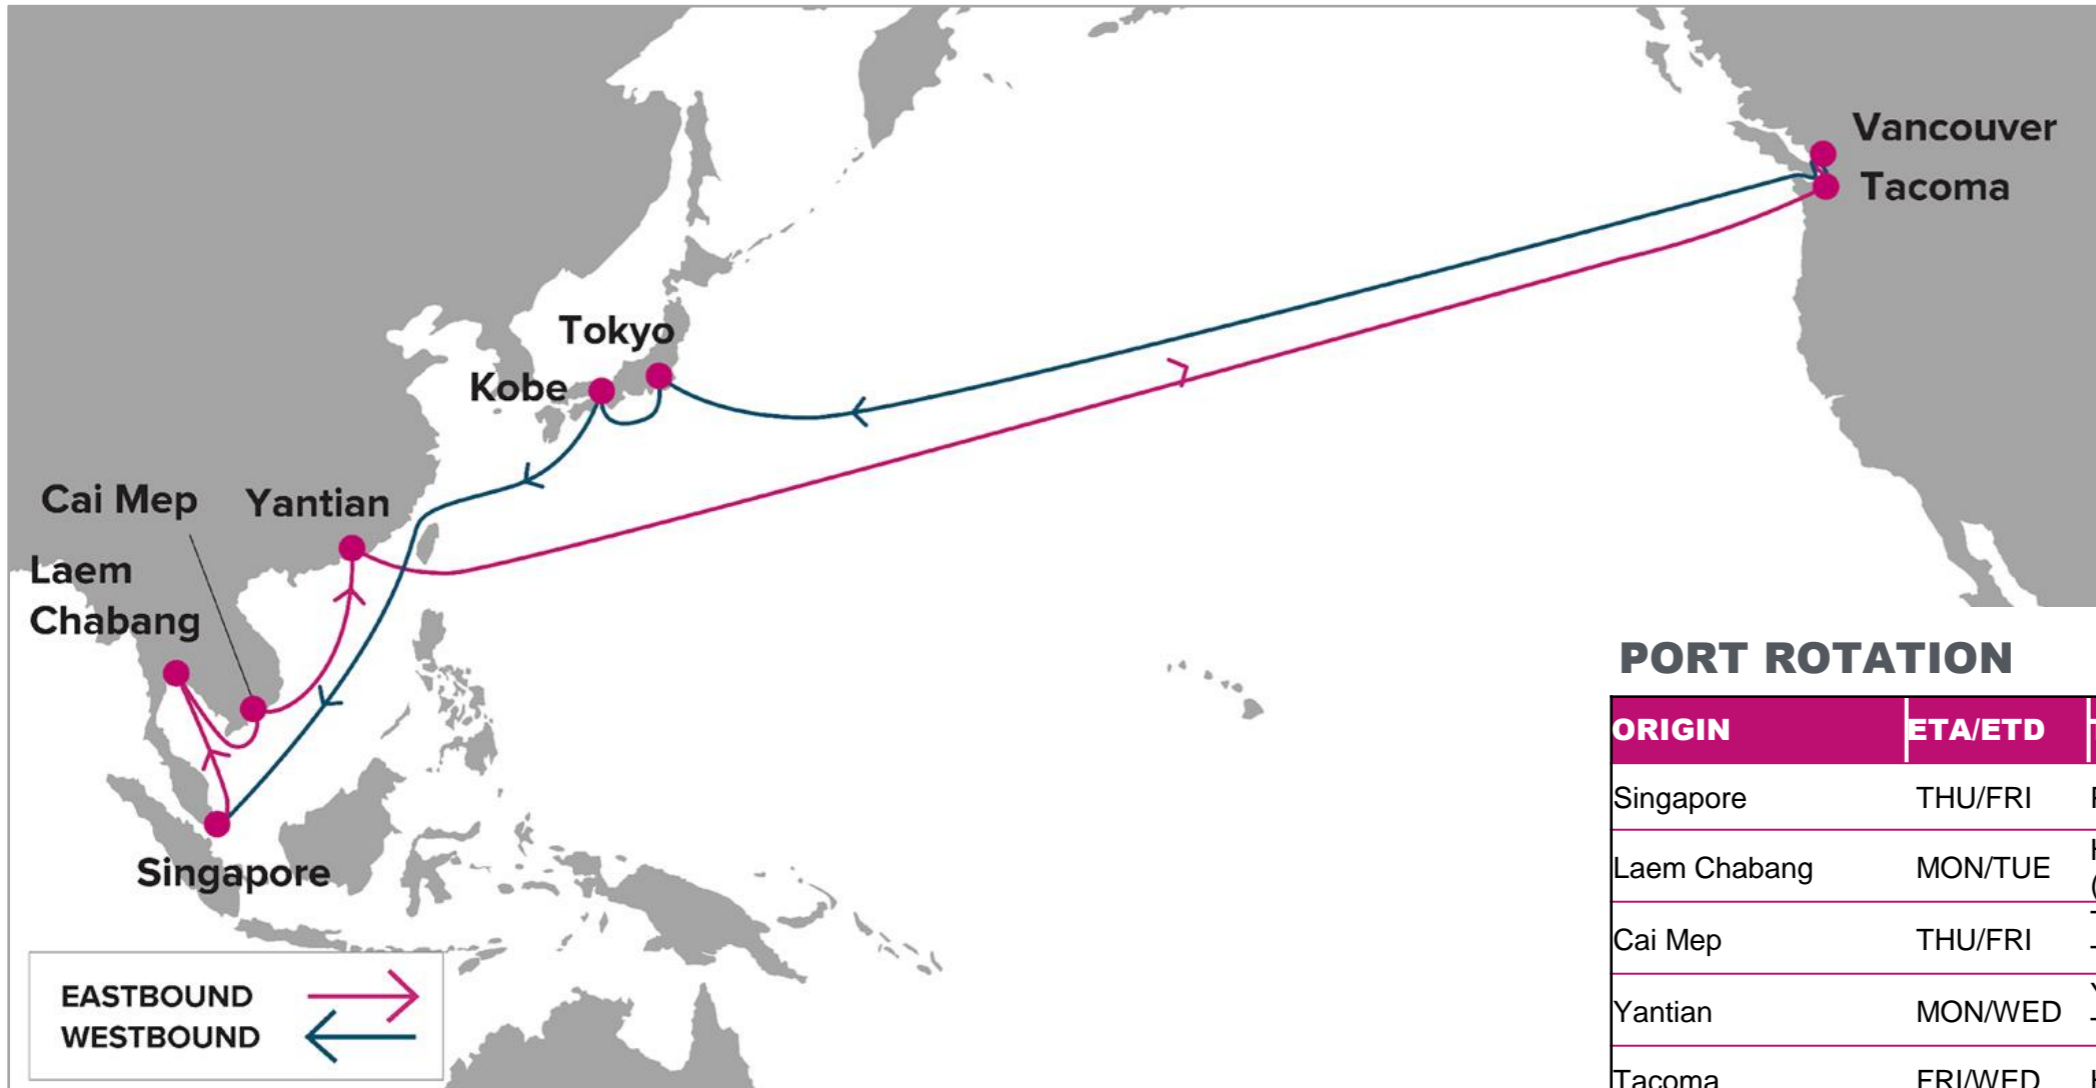 Vancouver
Tacoma
Tokyo
Kobe
Cai Mep
Yantian
Laem
Chabang
Singapore
EASTBOUND
WESTBOUND
PORT ROTATION
ORIGIN ETA/ETD
Singapore THU/FRI
Laem Chabang MON/TUE
Cai Mep THU/FRI
Yantian MON/WED
Tacoma FRI/WED